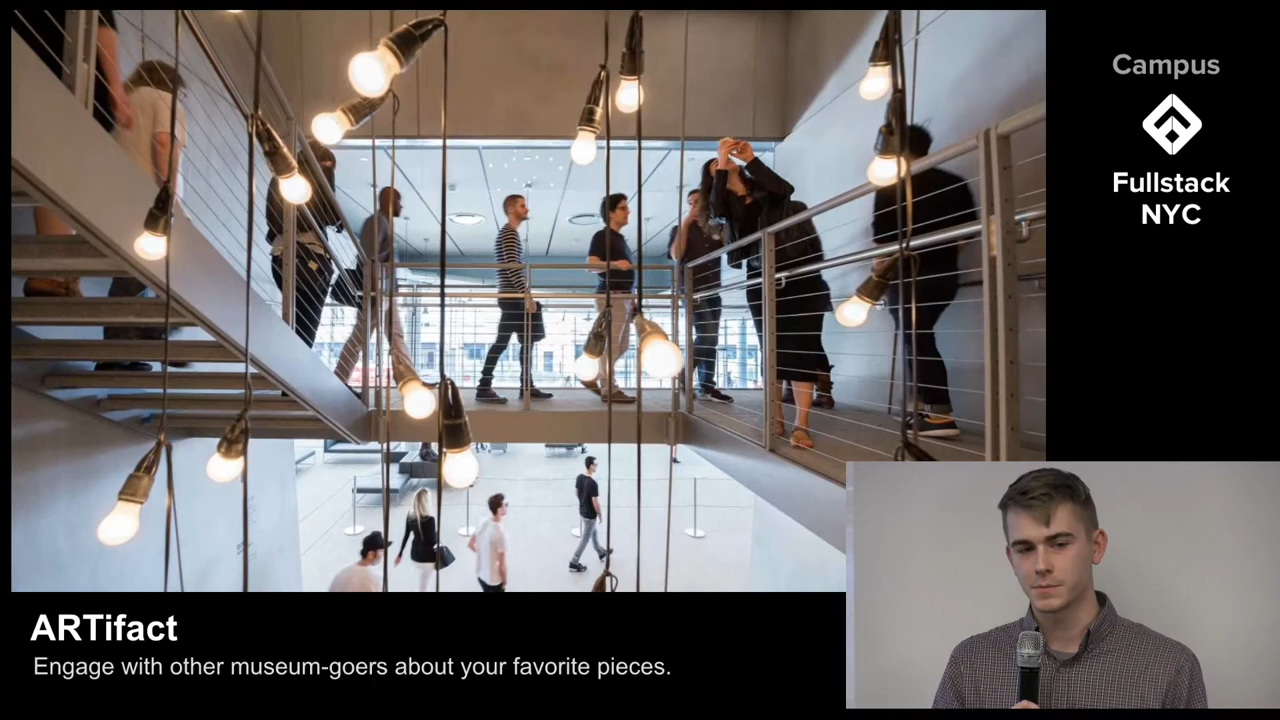 Campus
Fullstack
NYC
ARTifact
Engage with other museum-goers about your favorite pieces.